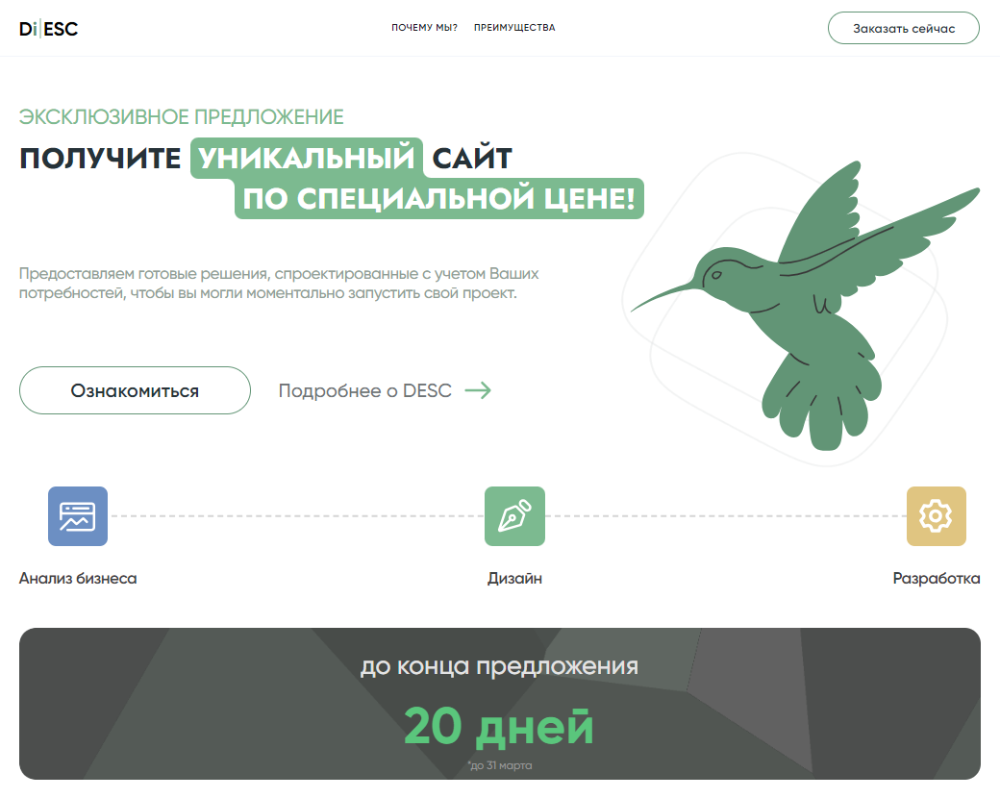 Di|ESC
ПОЧЕМУ МЫ? ПРЕИМУЩЕСТВА
Заказать сейчас
ЭКСКЛЮЗИВНОЕ ПРЕДЛОЖЕНИЕ
ПОЛУЧИТЕ УНИКАЛЬНЫЙ САЙТ
ПО СПЕЦИАЛЬНОЙ ЦЕНЕ!
Предоставляем готовые решения, спроектированные с учетом Ваших
потребностей, чтобы вы могли моментально запустить свой проект.
Ознакомиться
Подробнее о DESC
Анализ бизнеса
Дизайн
Разработка
до конца предложения
20 дней
*до 31 марта